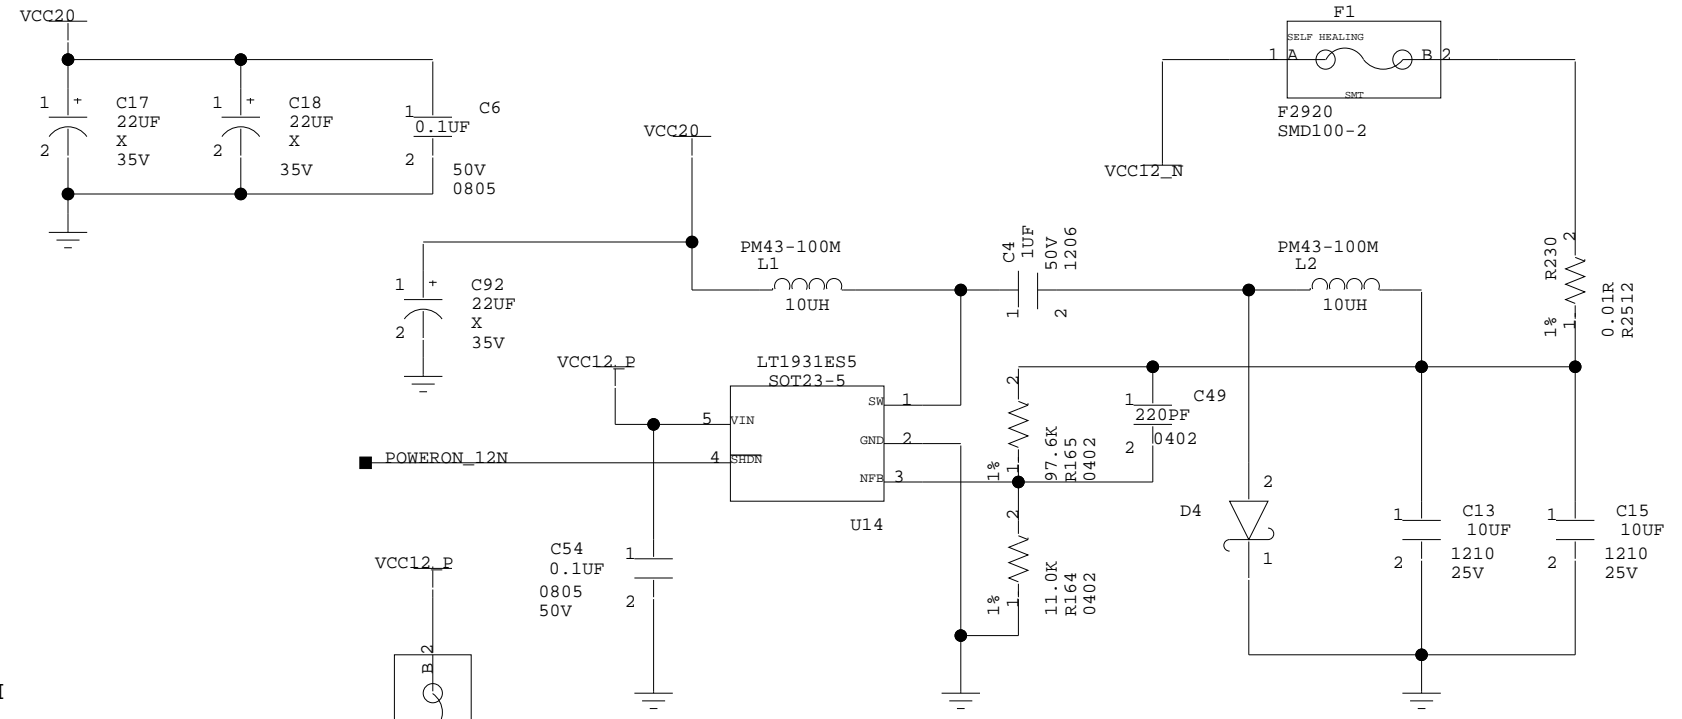 VCC20
1
+
C17
22UF
X
35V
2
1
+
C18
22UF
X
35V
2
1
C6
0.1UF
2
50V
0805
F1
SELF HEALING
1 A
B 2
SMT
F2920
SMD100-2
VCC12_N
VCC20
1
+
C92
22UF
X
35V
2
PM43-100M
L1
10UH
C4
1UF
50V
1206
1
2
PM43-100M
L2
10UH
2
R230
1%
1
0.01R
R2512
VCC12_P
LT1931ES5
SOT23-5
5
VIN
4
SHDN
SW
1
GND
2
NFB
3
U14
POWERON_12N
2
1%
1
97.6K
R165
0402
1
C49
220PF
2
0402
2
1%
1
11.0K
R164
0402
2
D4
1
1
C13
10UF
1210
25V
2
1
C15
10UF
1210
25V
2
C54
1
0.1UF
0805
50V
2
VCC12_P
B 2
I